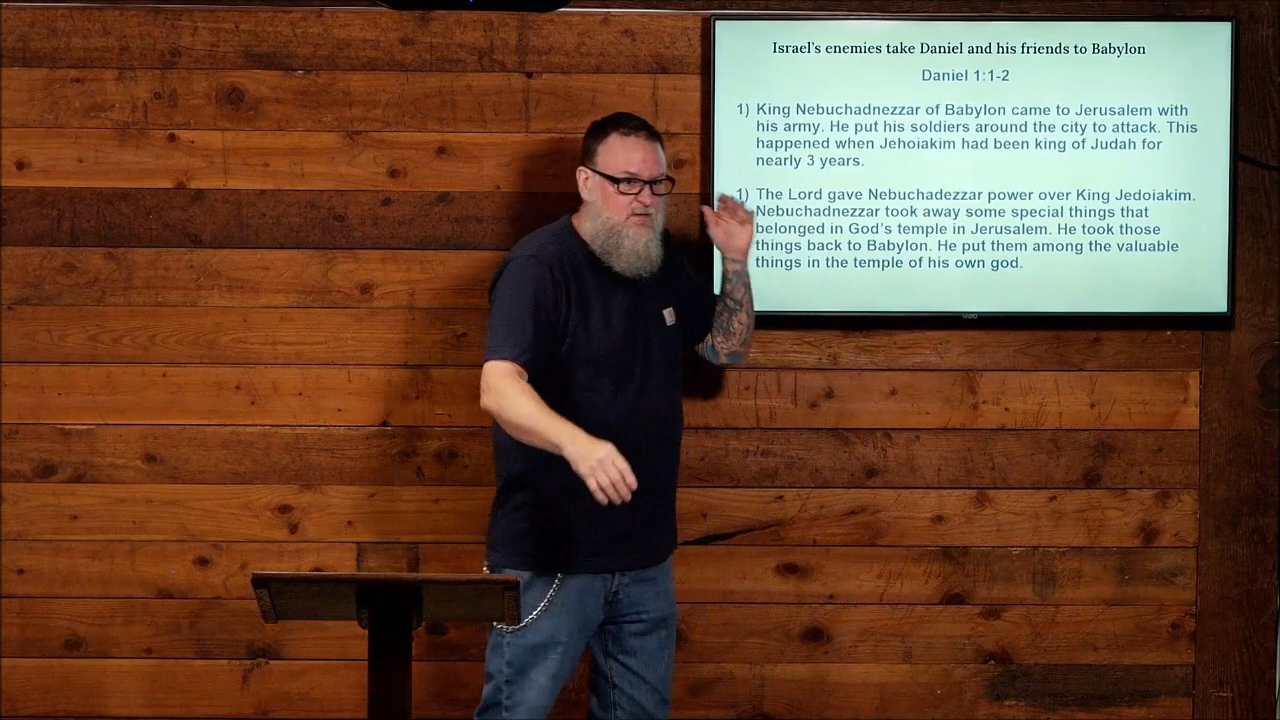 Israel's enemies take Daniel and his friends to Babylon
Daniel 1:1-2
1) King Nebuchadnezzar of Babylon came to Jerusalem with
his army. He put his soldiers around the city to attack. This
happened when Jehoiakim had been king of Judah for
nearly 3 years.
1) The Lord gave Nebuchadezzar power over King Jedoiakim.
Nebuchadnezzar took away some special things that
belonged in God's temple in Jerusalem. He took those
things back to Babylon. He put them among the valuable
things in the temple of his own god.